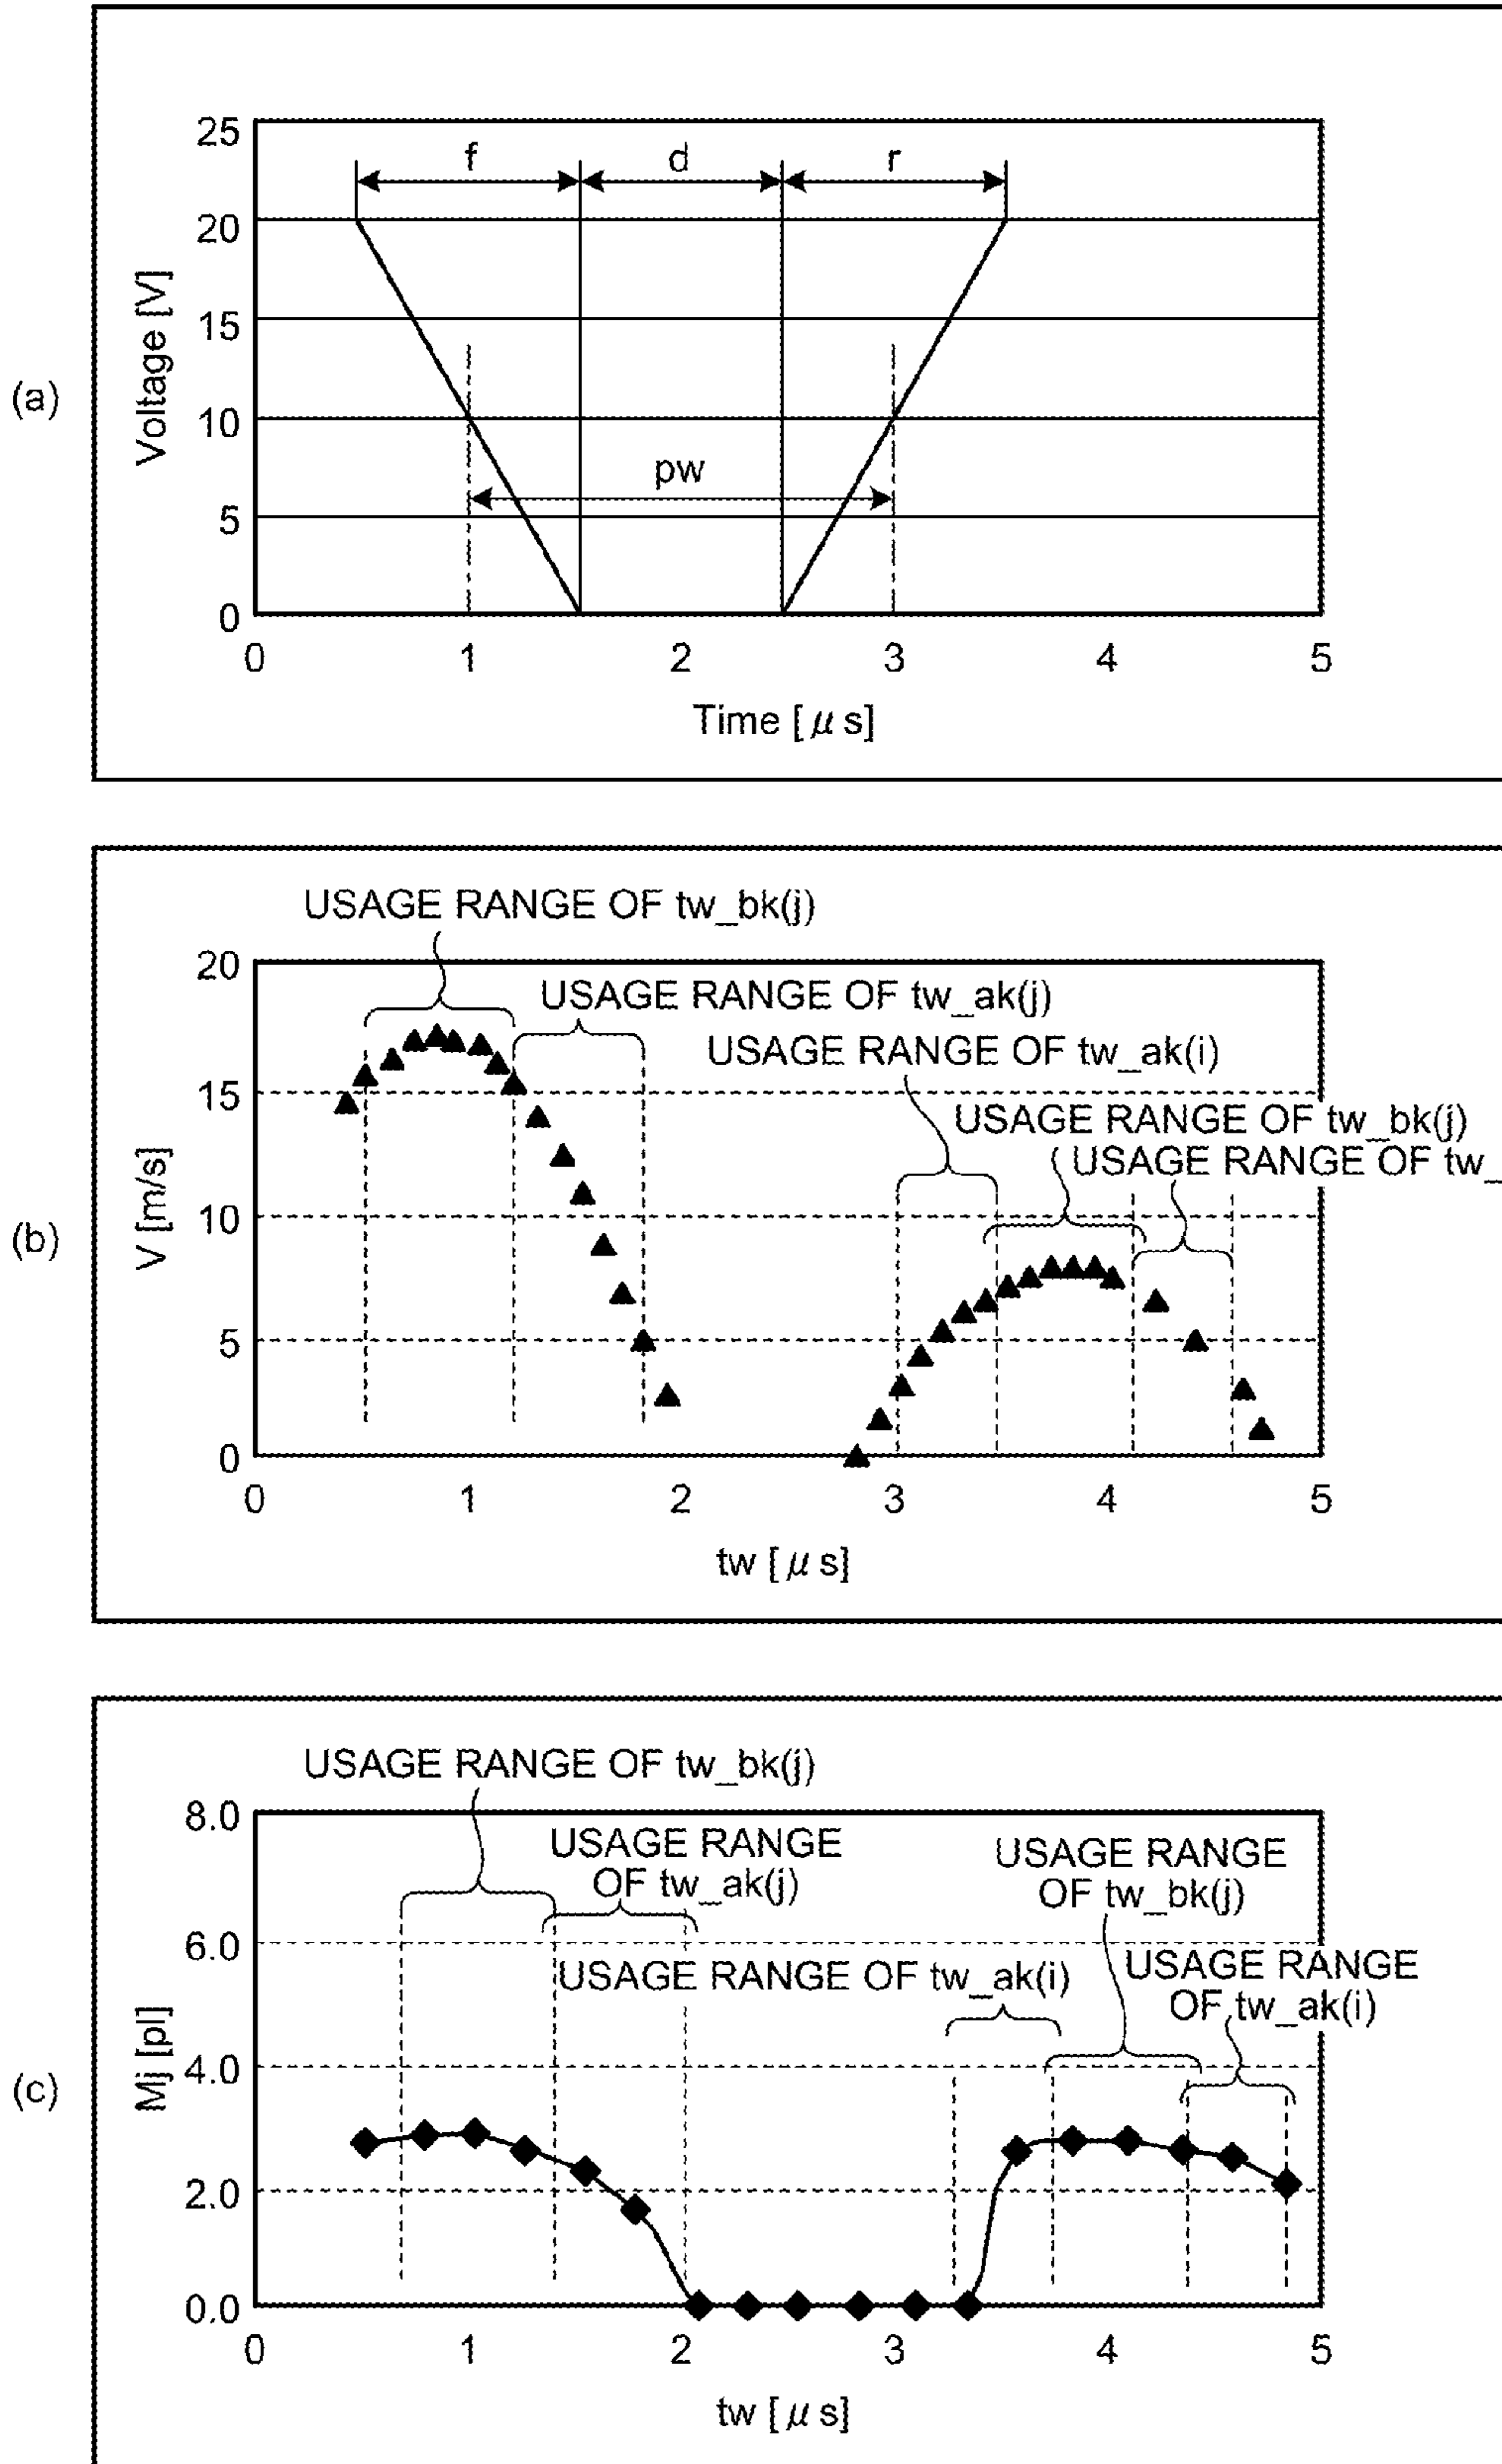 (a)
25
20
15
10
5
0
Voltage [V]
f
d
r
pw
0 1 2 3 4 5
Time [μs]
(b)
USAGE RANGE OF tw_bk(j)
USAGE RANGE OF tw_ak(j)
USAGE RANGE OF tw_ak(i)
USAGE RANGE OF tw_bk(j)
USAGE RANGE OF tw_
20
15
10
5
0
V [m/s]
0 1 2 3 4 5
tw [μs]
(c)
USAGE RANGE OF tw_bk(j)
USAGE RANGE
OF tw_ak(j)
USAGE RANGE
OF tw_bk(j)
USAGE RANGE OF tw_ak(i)
USAGE RANGE
OF tw_ak(i)
8.0
6.0
4.0
2.0
0.0
Mj [pl]
0 1 2 3 4 5
tw [μs]